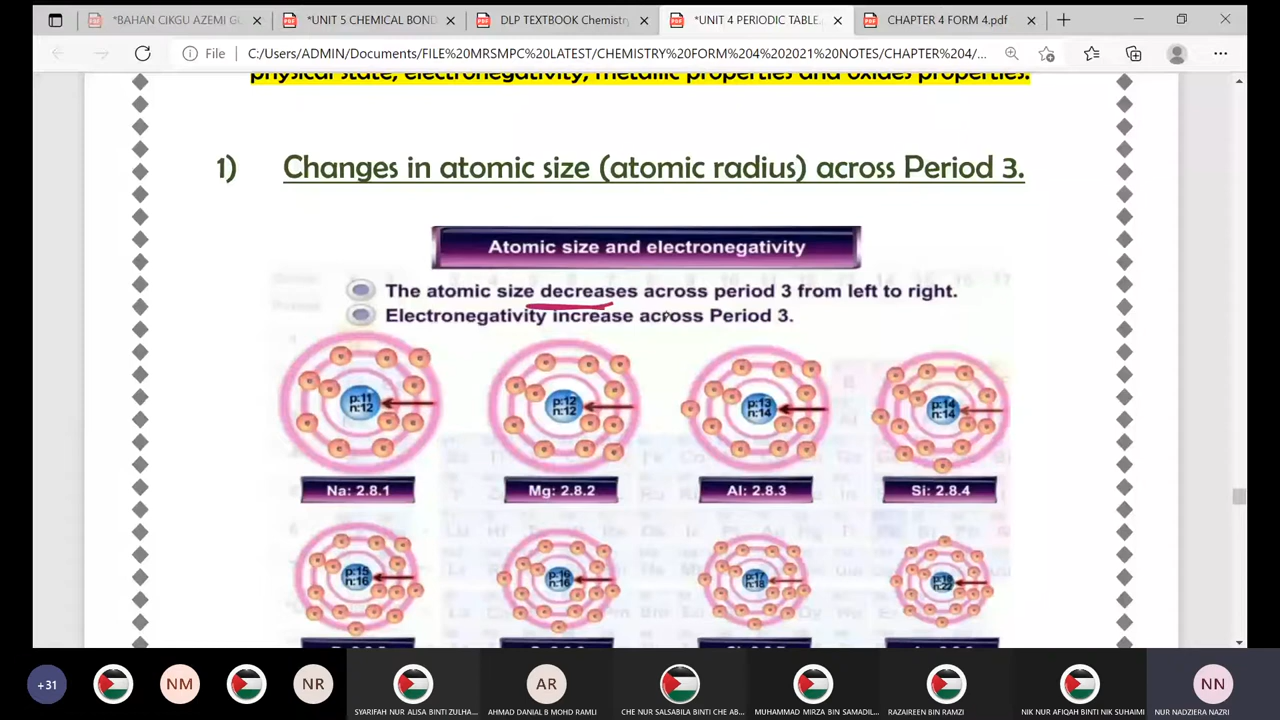 *BAHAN CIKGU AZEMI G
*UNIT 5 CHEMICAL BOND
DLP TEXTBOOK Chemistry
*UNIT 4 PERIODIC TABLE.
CHAPTER 4 FORM 4.pdf
File
C:/Users/ADMIN/Documents/FILE%20MRSMPC%20LATEST/CHEMISTRY%20FORM%204%202021%20NOTES/CHAPTER%204/...
physical state, electronegativity, metallic properties and oxides properties.
1) Changes in atomic size (atomic radius) across Period 3.
Atomic size and electronegativity
The atomic size decreases across period 3 from left to right.
Electronegativity increase across Period 3.
p:11
n:12
p:12
n:12
p:13
n:14
p:14
n:14
Na: 2.8.1
Mg: 2.8.2
Al: 2.8.3
Si: 2.8.4
p:15
n:16
p:16
n:16
p:17
n:18
p:18
n:22
+31
NM
NR
AR
NN
SYARIFAH NUR ALISA BINTI ZULHA...
AHMAD DANIAL B MOHD RAMLI
CHE NUR SALSABILA BINTI CHE AB...
MUHAMMAD MIRZA BIN SAMADIL...
RAZAIREEN BIN RAMZI
NIK NUR AFIQAH BINTI NIK SUHAIMI
NUR NADZIERA NAZRI